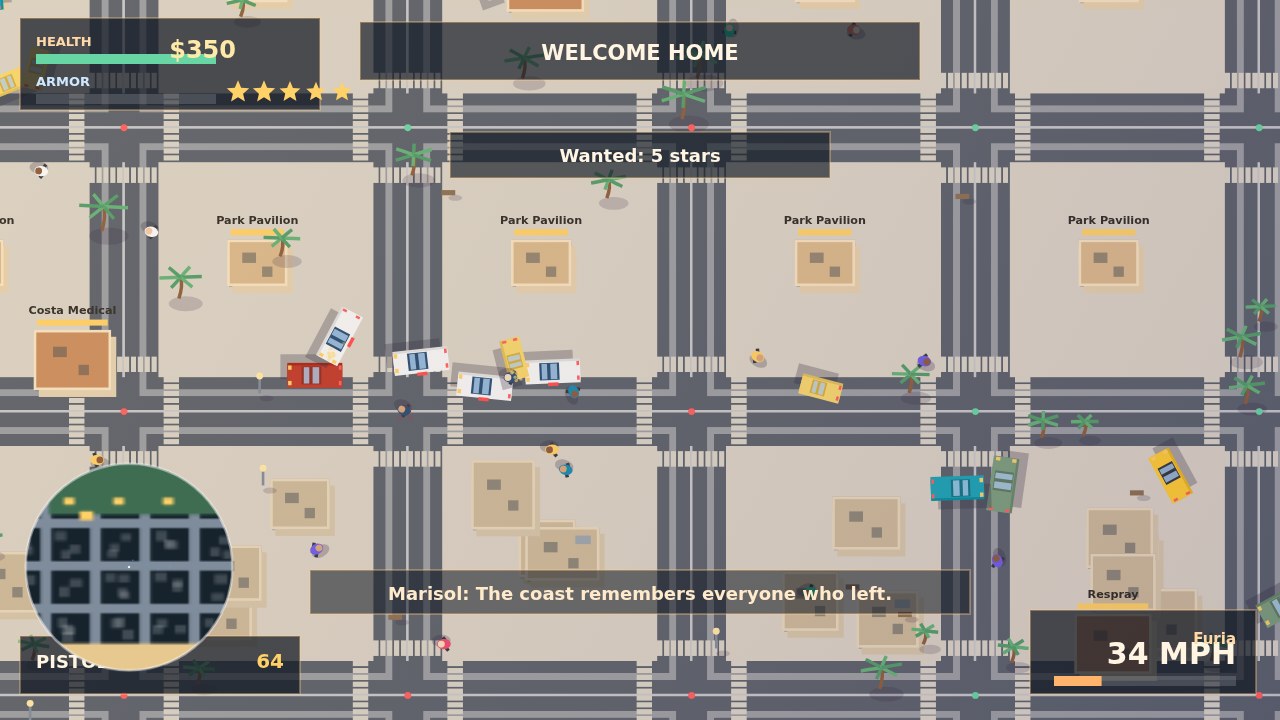 HEALTH
$350
ARMOR
WELCOME HOME
Wanted: 5 stars
on
Park Pavilion
Park Pavilion
Park Pavilion
Park Pavilion
Costa Medical
Marisol: The coast remembers everyone who left.
Respray
Furia
34 MPH
64